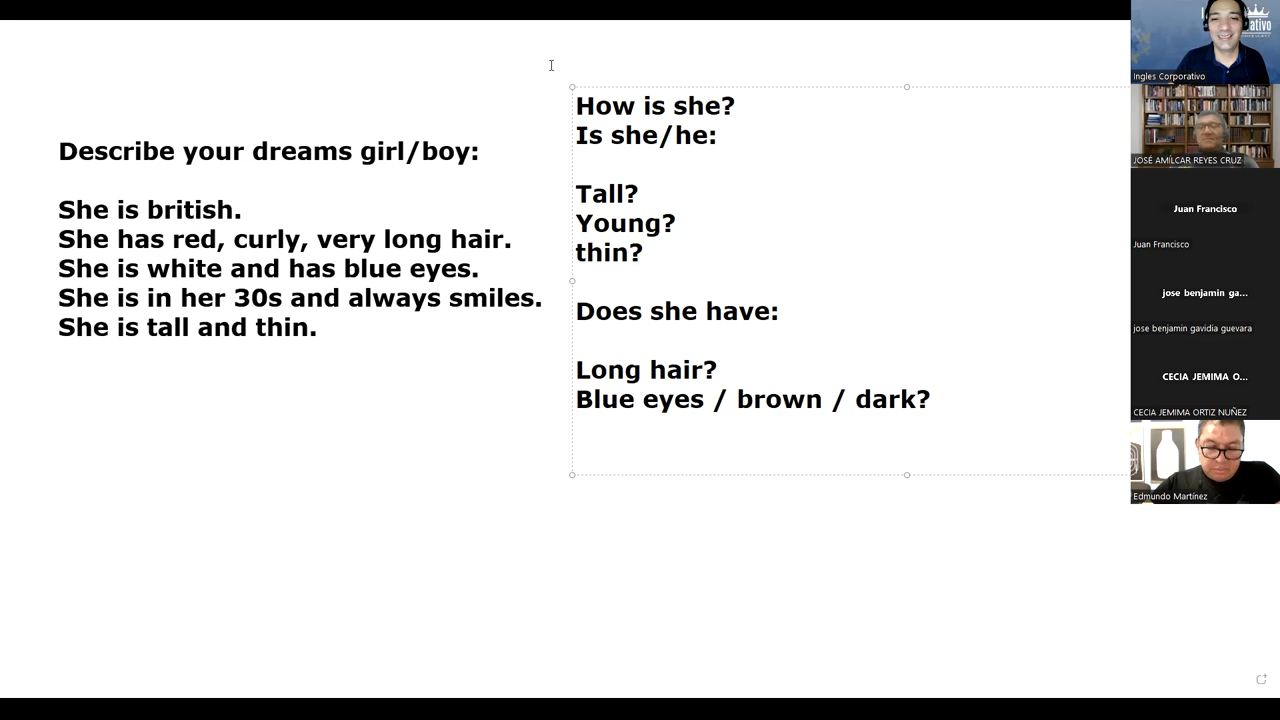 Describe your dreams girl/boy:
She is british.
She has red, curly, very long hair.
She is white and has blue eyes.
She is in her 30s and always smiles.
She is tall and thin.
How is she?
Is she/he:
Tall?
Young?
thin?
Does she have:
Long hair?
Blue eyes / brown / dark?
Ingles Corporativo
JOSÉ AMÍLCAR REYES CRUZ
Juan Francisco
Juan Francisco
jose benjamin ga...
jose benjamin gavidia guevara
CECIA JEMIMA O...
CECIA JEMIMA ORTIZ NUÑEZ
Edmundo Martínez